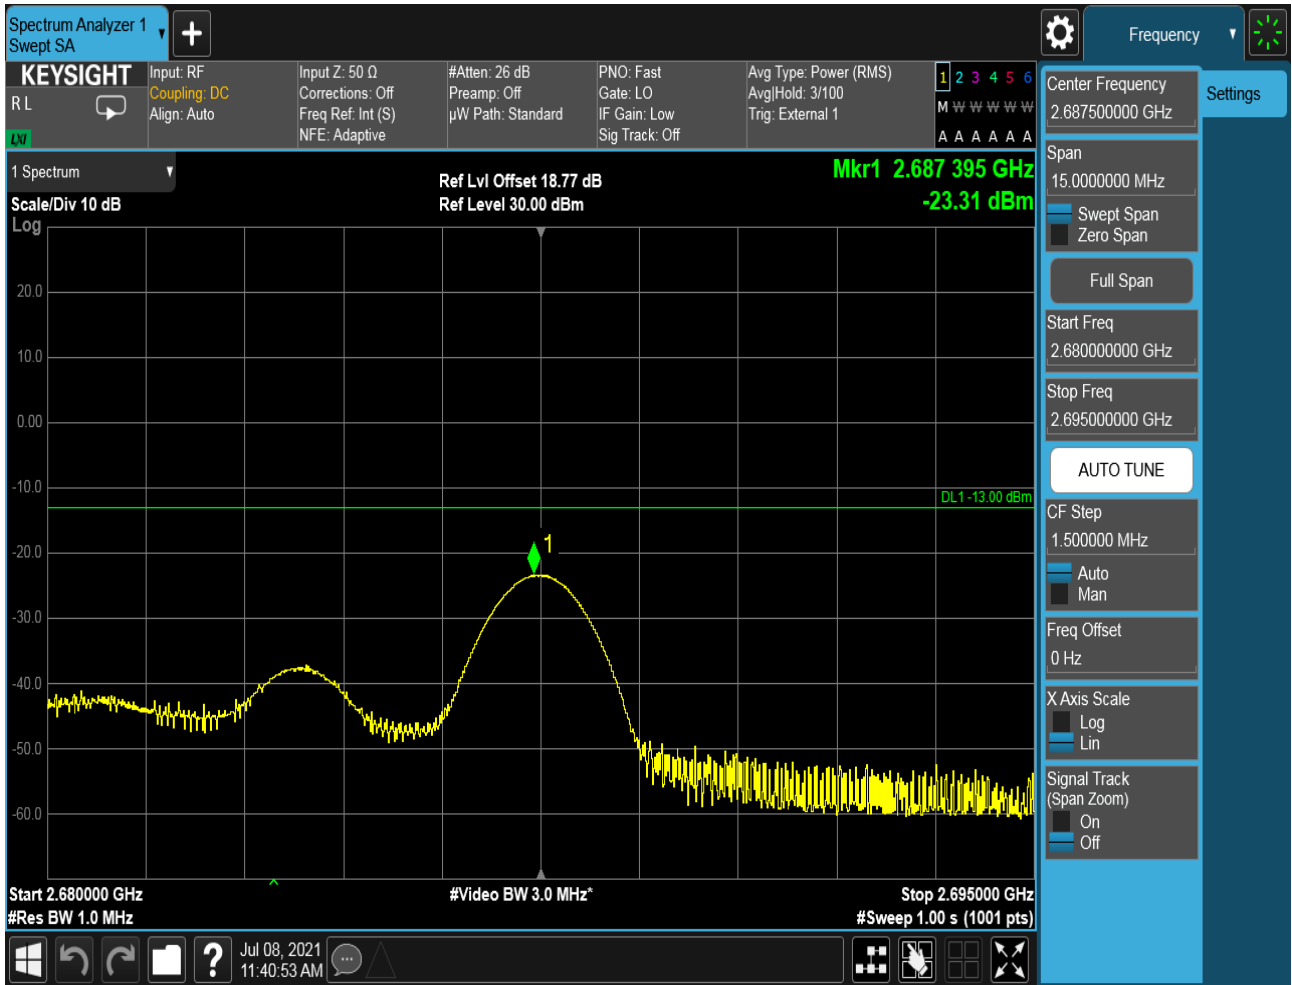 Spectrum Analyzer 1
Swept SA
Frequency
KEYSIGHT
R L
LXI
Input: RF
Coupling: DC
Align: Auto
Input Z: 50 Ω
Corrections: Off
Freq Ref: Int (S)
NFE: Adaptive
#Atten: 26 dB
Preamp: Off
µW Path: Standard
PNO: Fast
Gate: LO
IF Gain: Low
Sig Track: Off
Avg Type: Power (RMS)
Avg|Hold: 3/100
Trig: External 1
1 2 3 4 5 6
M W W W W W
A A A A A A
1 Spectrum
Scale/Div 10 dB
Log
Ref Lvl Offset 18.77 dB
Ref Level 30.00 dBm
Mkr1 2.687 395 GHz
-23.31 dBm
20.0
10.0
0.00
-10.0
-20.0
-30.0
-40.0
-50.0
-60.0
DL1 -13.00 dBm
1
Start 2.680000 GHz
#Res BW 1.0 MHz
#Video BW 3.0 MHz*
Stop 2.695000 GHz
#Sweep 1.00 s (1001 pts)
Jul 08, 2021
11:40:53 AM
?
Center Frequency
2.687500000 GHz
Settings
Span
15.0000000 MHz
Swept Span
Zero Span
Full Span
Start Freq
2.680000000 GHz
Stop Freq
2.695000000 GHz
AUTO TUNE
CF Step
1.500000 MHz
Auto
Man
Freq Offset
0 Hz
X Axis Scale
Log
Lin
Signal Track
(Span Zoom)
On
Off